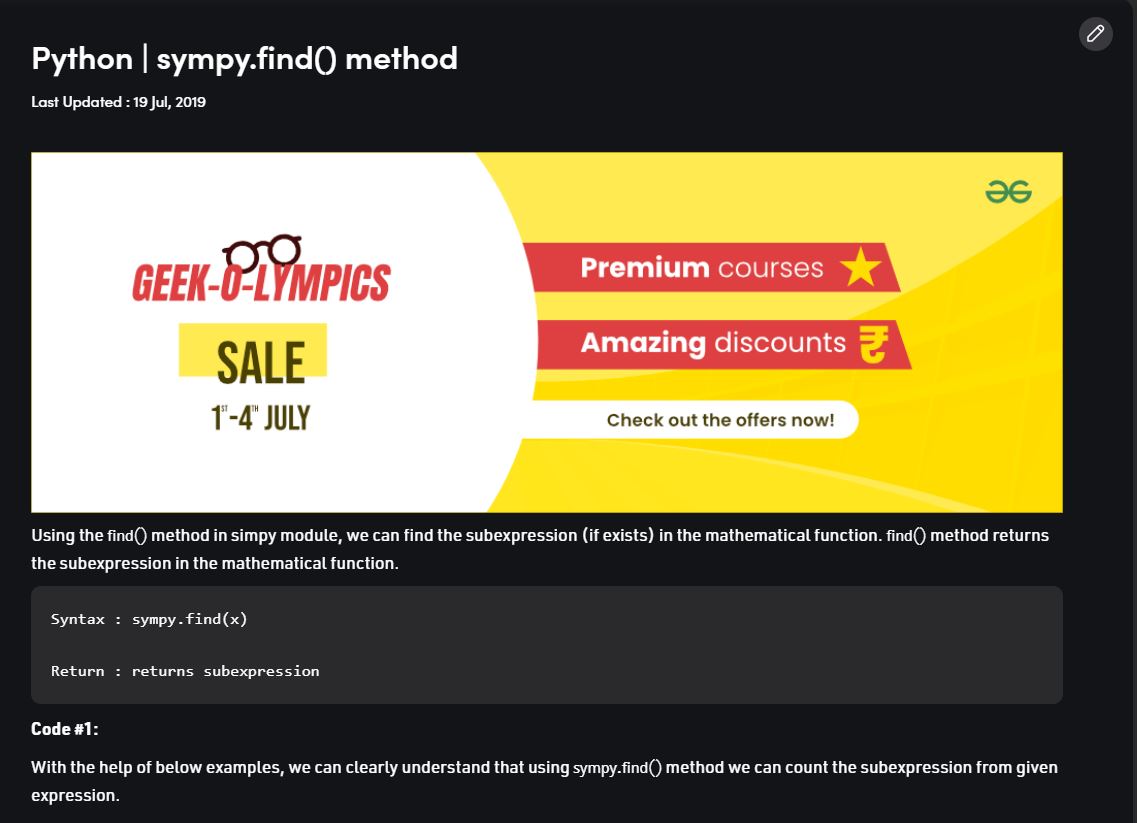 Python | sympy.find() method
Last Updated : 19 Jul, 2019
GEEK-O-LYMPICS
SALE
1ST-4TH JULY
Premium courses
Amazing discounts ₹
Check out the offers now!
Using the find() method in simpy module, we can find the subexpression (if exists) in the mathematical function. find() method returns
the subexpression in the mathematical function.
Syntax : sympy.find(x)
Return : returns subexpression
Code #1:
With the help of below examples, we can clearly understand that using sympy.find() method we can count the subexpression from given
expression.